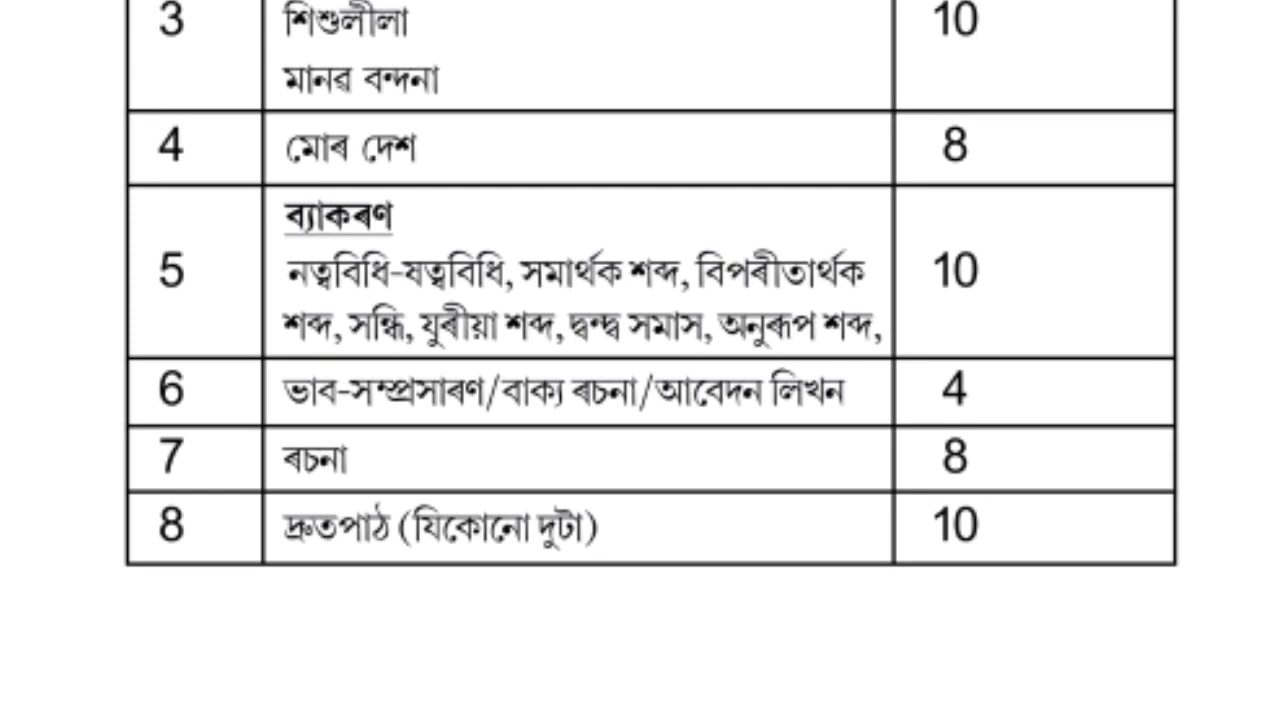 3 শিশুলীলা 10
মানৱ বন্দনা
4 মোৰ দেশ 8
ব্যাকৰণ
5 নত্ববিধি-ষত্ববিধি, সমাৰ্থক শব্দ, বিপৰীতাৰ্থক 10
শব্দ, সন্ধি, যুৰীয়া শব্দ, দ্বন্দ্ব সমাস, অনুৰূপ শব্দ,
6 ভাব-সম্প্ৰসাৰণ/বাক্য ৰচনা/আবেদন লিখন 4
7 ৰচনা 8
8 দ্ৰুতপাঠ (যিকোনো দুটা) 10